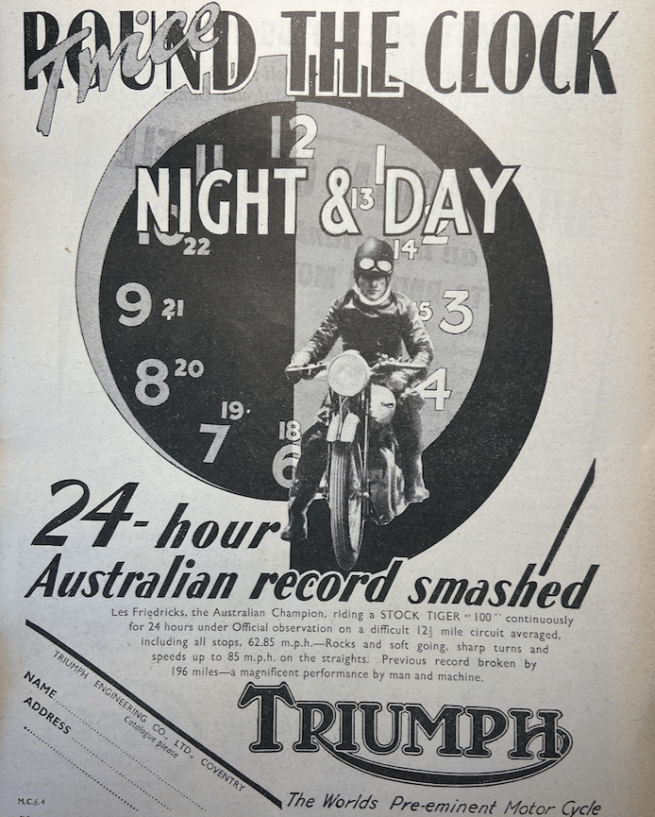 Twice
ROUND THE CLOCK
12
11
1
NIGHT & DAY
13
22
14
2
9 21
15 3
8 20
4
19
7
18
6
24-hour
Australian record smashed
Les Friedricks, the Australian Champion, riding a STOCK TIGER "100" continuously
for 24 hours under Official observation on a difficult 12½ mile circuit averaged,
including all stops, 62.85 m.p.h.—Rocks and soft going, sharp turns and
speeds up to 85 m.p.h. on the straights. Previous record broken by
196 miles—a magnificent performance by man and machine.
TRIUMPH ENGINEERING CO., LTD., COVENTRY
Catalogue please
NAME
ADDRESS
TRIUMPH
The Worlds Pre-eminent Motor Cycle
M.C.6.4